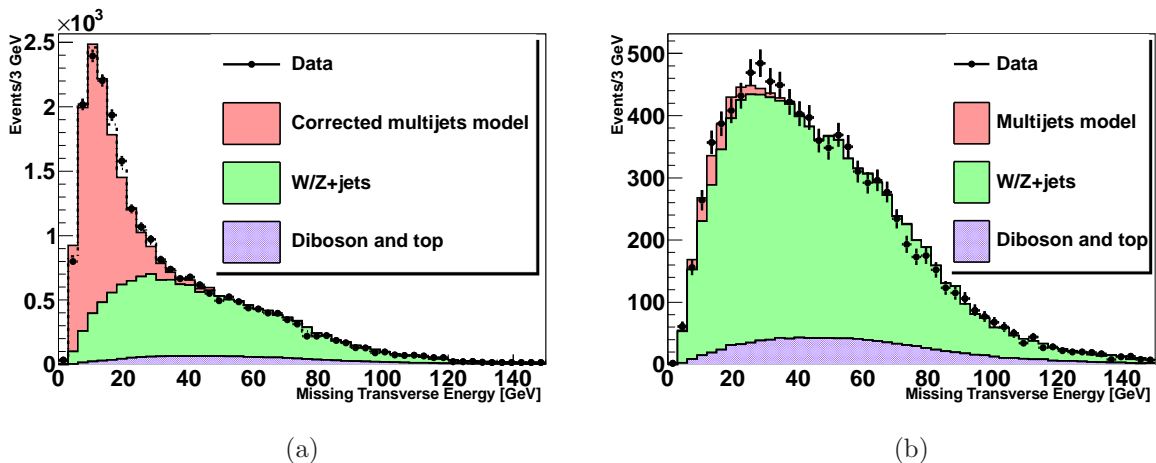 ×10³
2.5
2
1.5
1
0.5
0
Events/3 GeV
Data
Corrected multijets model
W/Z+jets
Diboson and top
0 20 40 60 80 100 120 140
Missing Transverse Energy [GeV]
(a)
500
400
300
200
100
0
Events/3 GeV
Data
Multijets model
W/Z+jets
Diboson and top
0 20 40 60 80 100 120 140
Missing Transverse Energy [GeV]
(b)